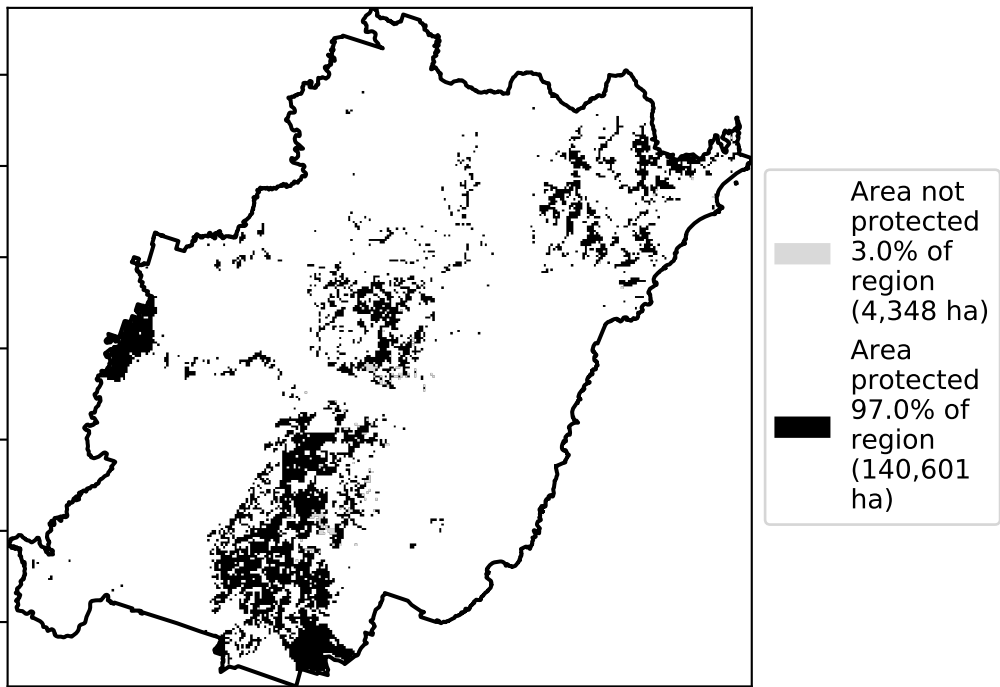 Area not
protected
3.0% of
region
(4,348 ha)
Area
protected
97.0% of
region
(140,601
ha)